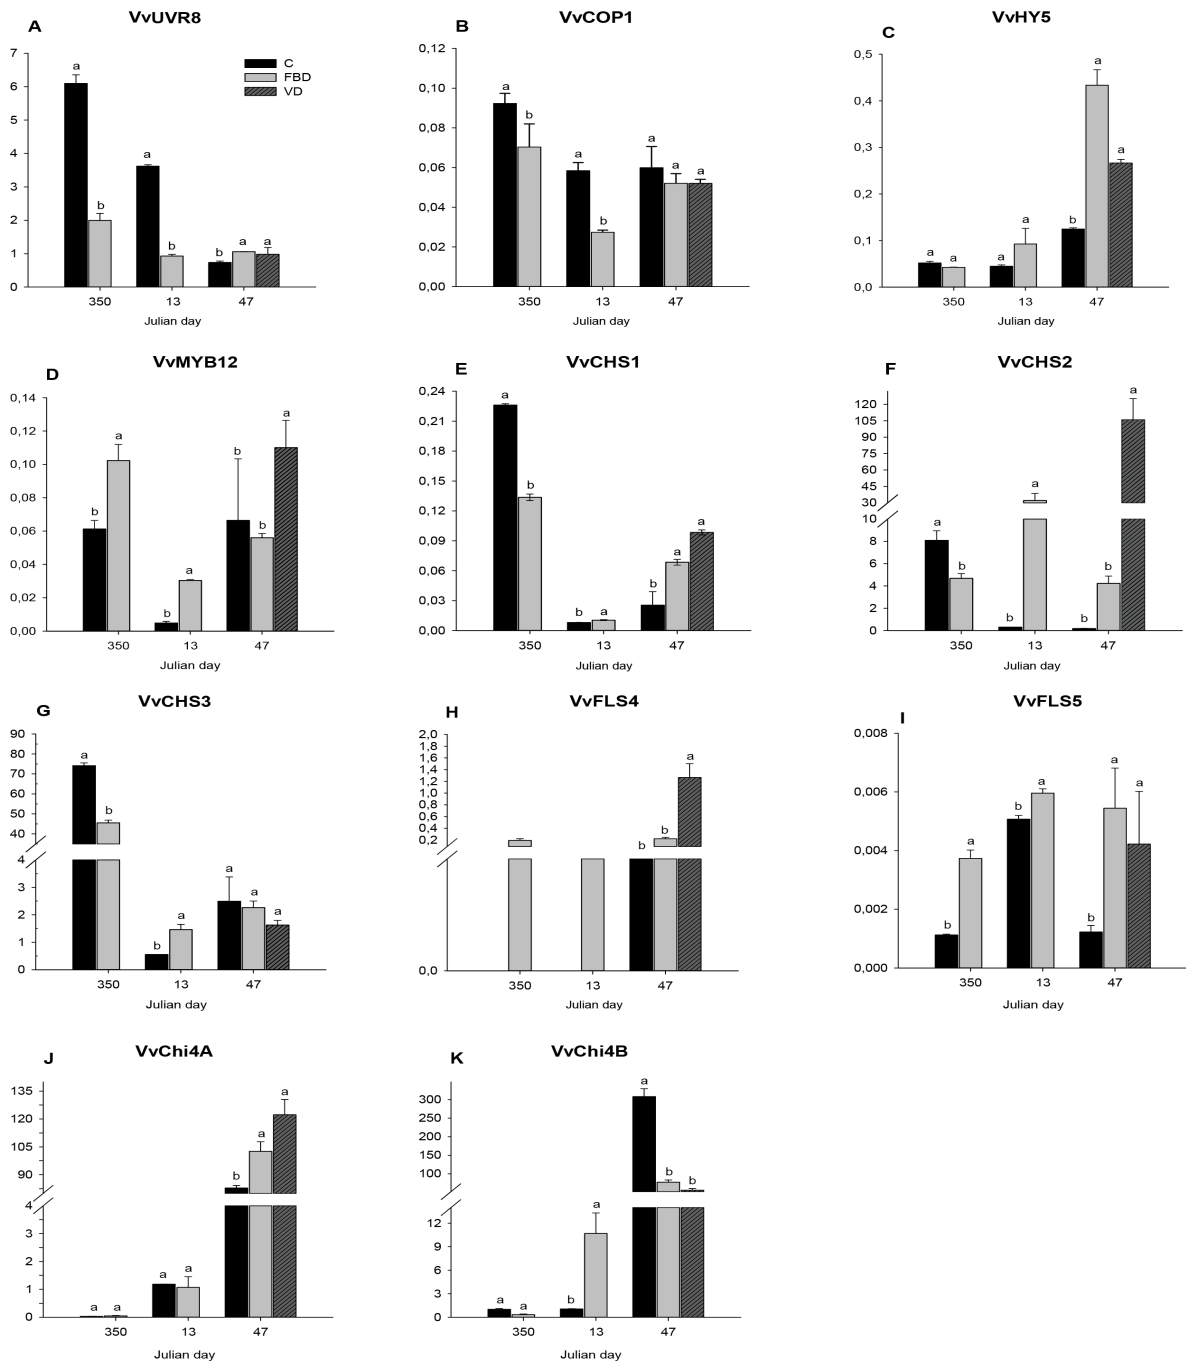 VvUVR8
VvCOP1
VvHY5
A
B
C
7
6
5
4
3
2
1
0
a
b
a
b
b
a
a
C
FBD
VD
350
13
47
Julian day
0,12
0,10
0,08
0,06
0,04
0,02
0,00
a
b
a
b
a
a
a
350
13
47
Julian day
0,5
0,4
0,3
0,2
0,1
0,0
a
a
a
a
b
a
a
350
13
47
Julian day
VvMYB12
VvCHS1
VvCHS2
D
E
F
0,14
0,12
0,10
0,08
0,06
0,04
0,02
0,00
b
a
b
a
b
b
a
350
13
47
Julian day
0,24
0,21
0,18
0,15
0,12
0,09
0,06
0,03
0,00
a
b
b
a
b
a
a
350
13
47
Julian day
120
105
90
75
60
45
30
10
8
6
4
2
0
a
b
b
a
b
b
a
350
13
47
Julian day
VvCHS3
VvFLS4
VvFLS5
G
H
I
90
80
70
60
50
40
4
3
2
1
0
a
b
b
a
a
a
a
350
13
47
Julian day
2,0
1,8
1,6
1,4
1,2
1,0
0,8
0,6
0,4
0,2
0,0
b
b
a
350
13
47
Julian day
0,008
0,006
0,004
0,002
0,000
b
a
b
a
b
a
a
350
13
47
Julian day
VvChi4A
VvChi4B
J
K
135
120
105
90
4
3
2
1
0
a
a
a
a
b
a
a
350
13
47
Julian day
300
250
200
150
100
12
9
6
3
0
a
a
b
a
a
b
b
350
13
47
Julian day